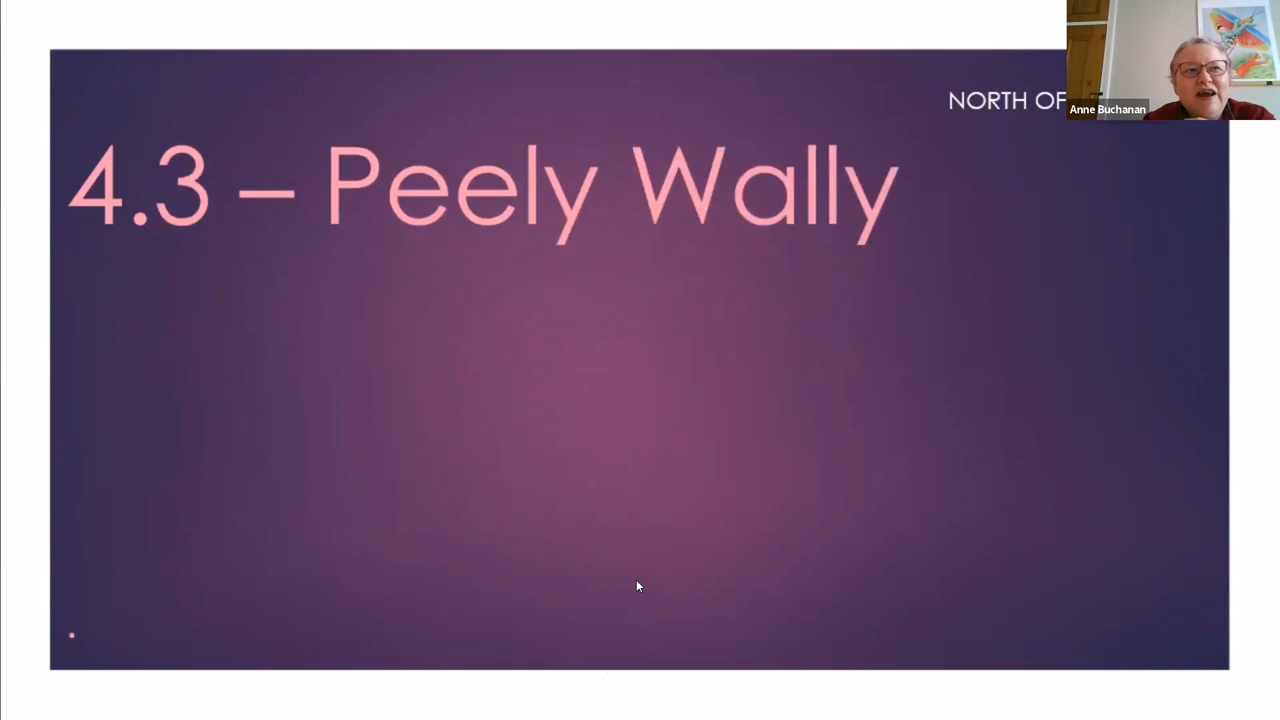 NORTH OF
Anne Buchanan
4.3 – Peely Wally